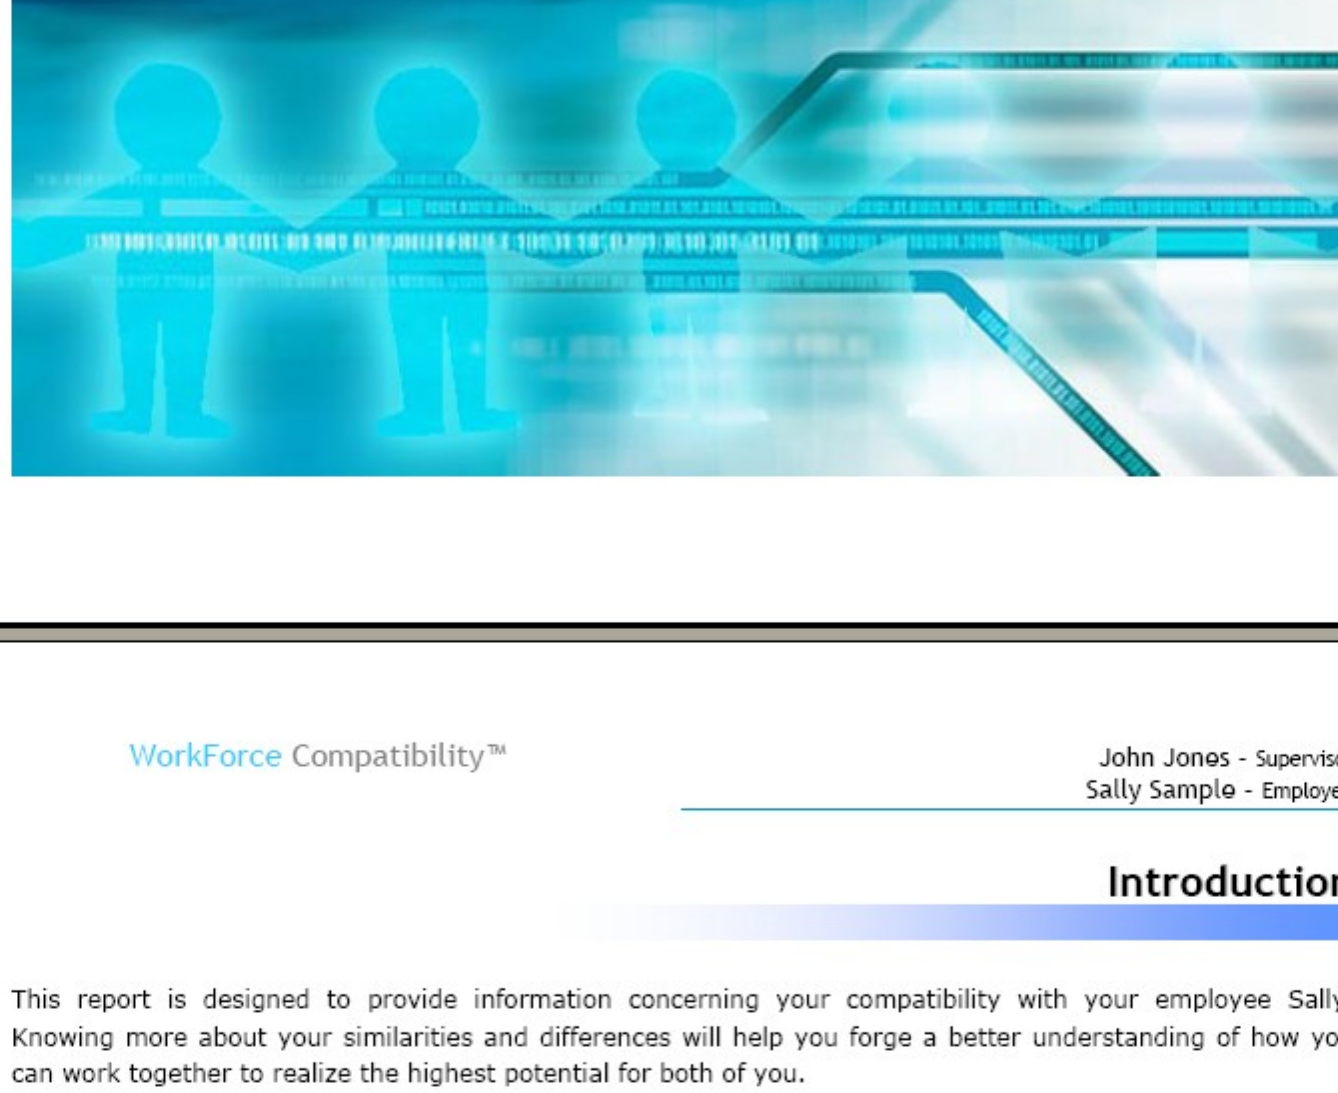 WorkForce Compatibility™
John Jones - Superviso
Sally Sample - Employe
Introduction
This report is designed to provide information concerning your compatibility with your employee Sally
Knowing more about your similarities and differences will help you forge a better understanding of how yo
can work together to realize the highest potential for both of you.